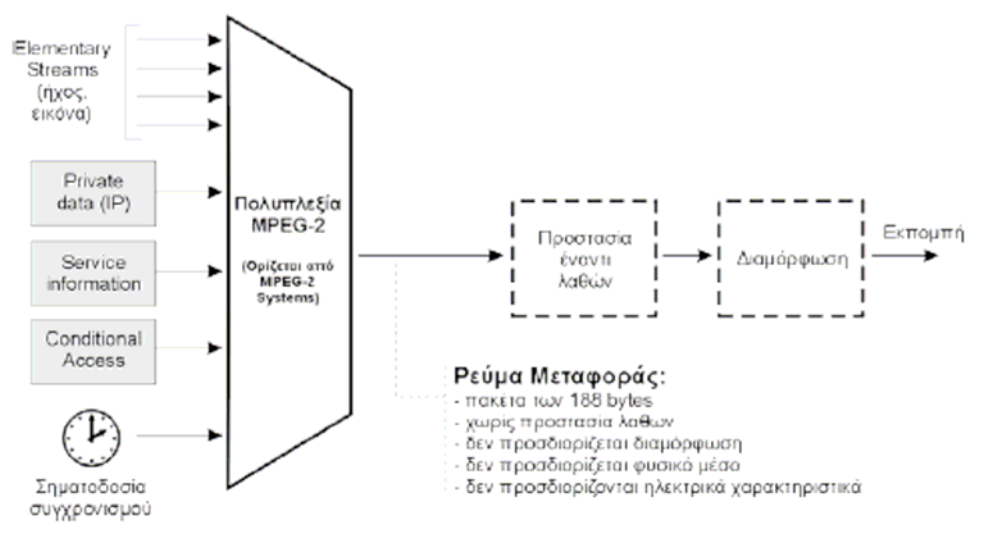 Elementary
Streams
(ήχος,
εικόνα)
Private
data (IP)
Service
information
Conditional
Access
Σηματοδοσία
συγχρονισμού
Πολυπλεξία
MPEG-2
(Ορίζεται από
MPEG-2
Systems)
Προστασία
έναντι
λαθών
Διαμόρφωση
Εκπομπή
Ρεύμα Μεταφοράς:
- πακέτα των 188 bytes
- χωρίς προστασία λαθων
- δεν προσδιορίζεται διαμόρφωση
- δεν προσδιορίζεται φυσικό μέσο
- δεν προσδιορίζονται ηλεκτρικά χαρακτηριστικά